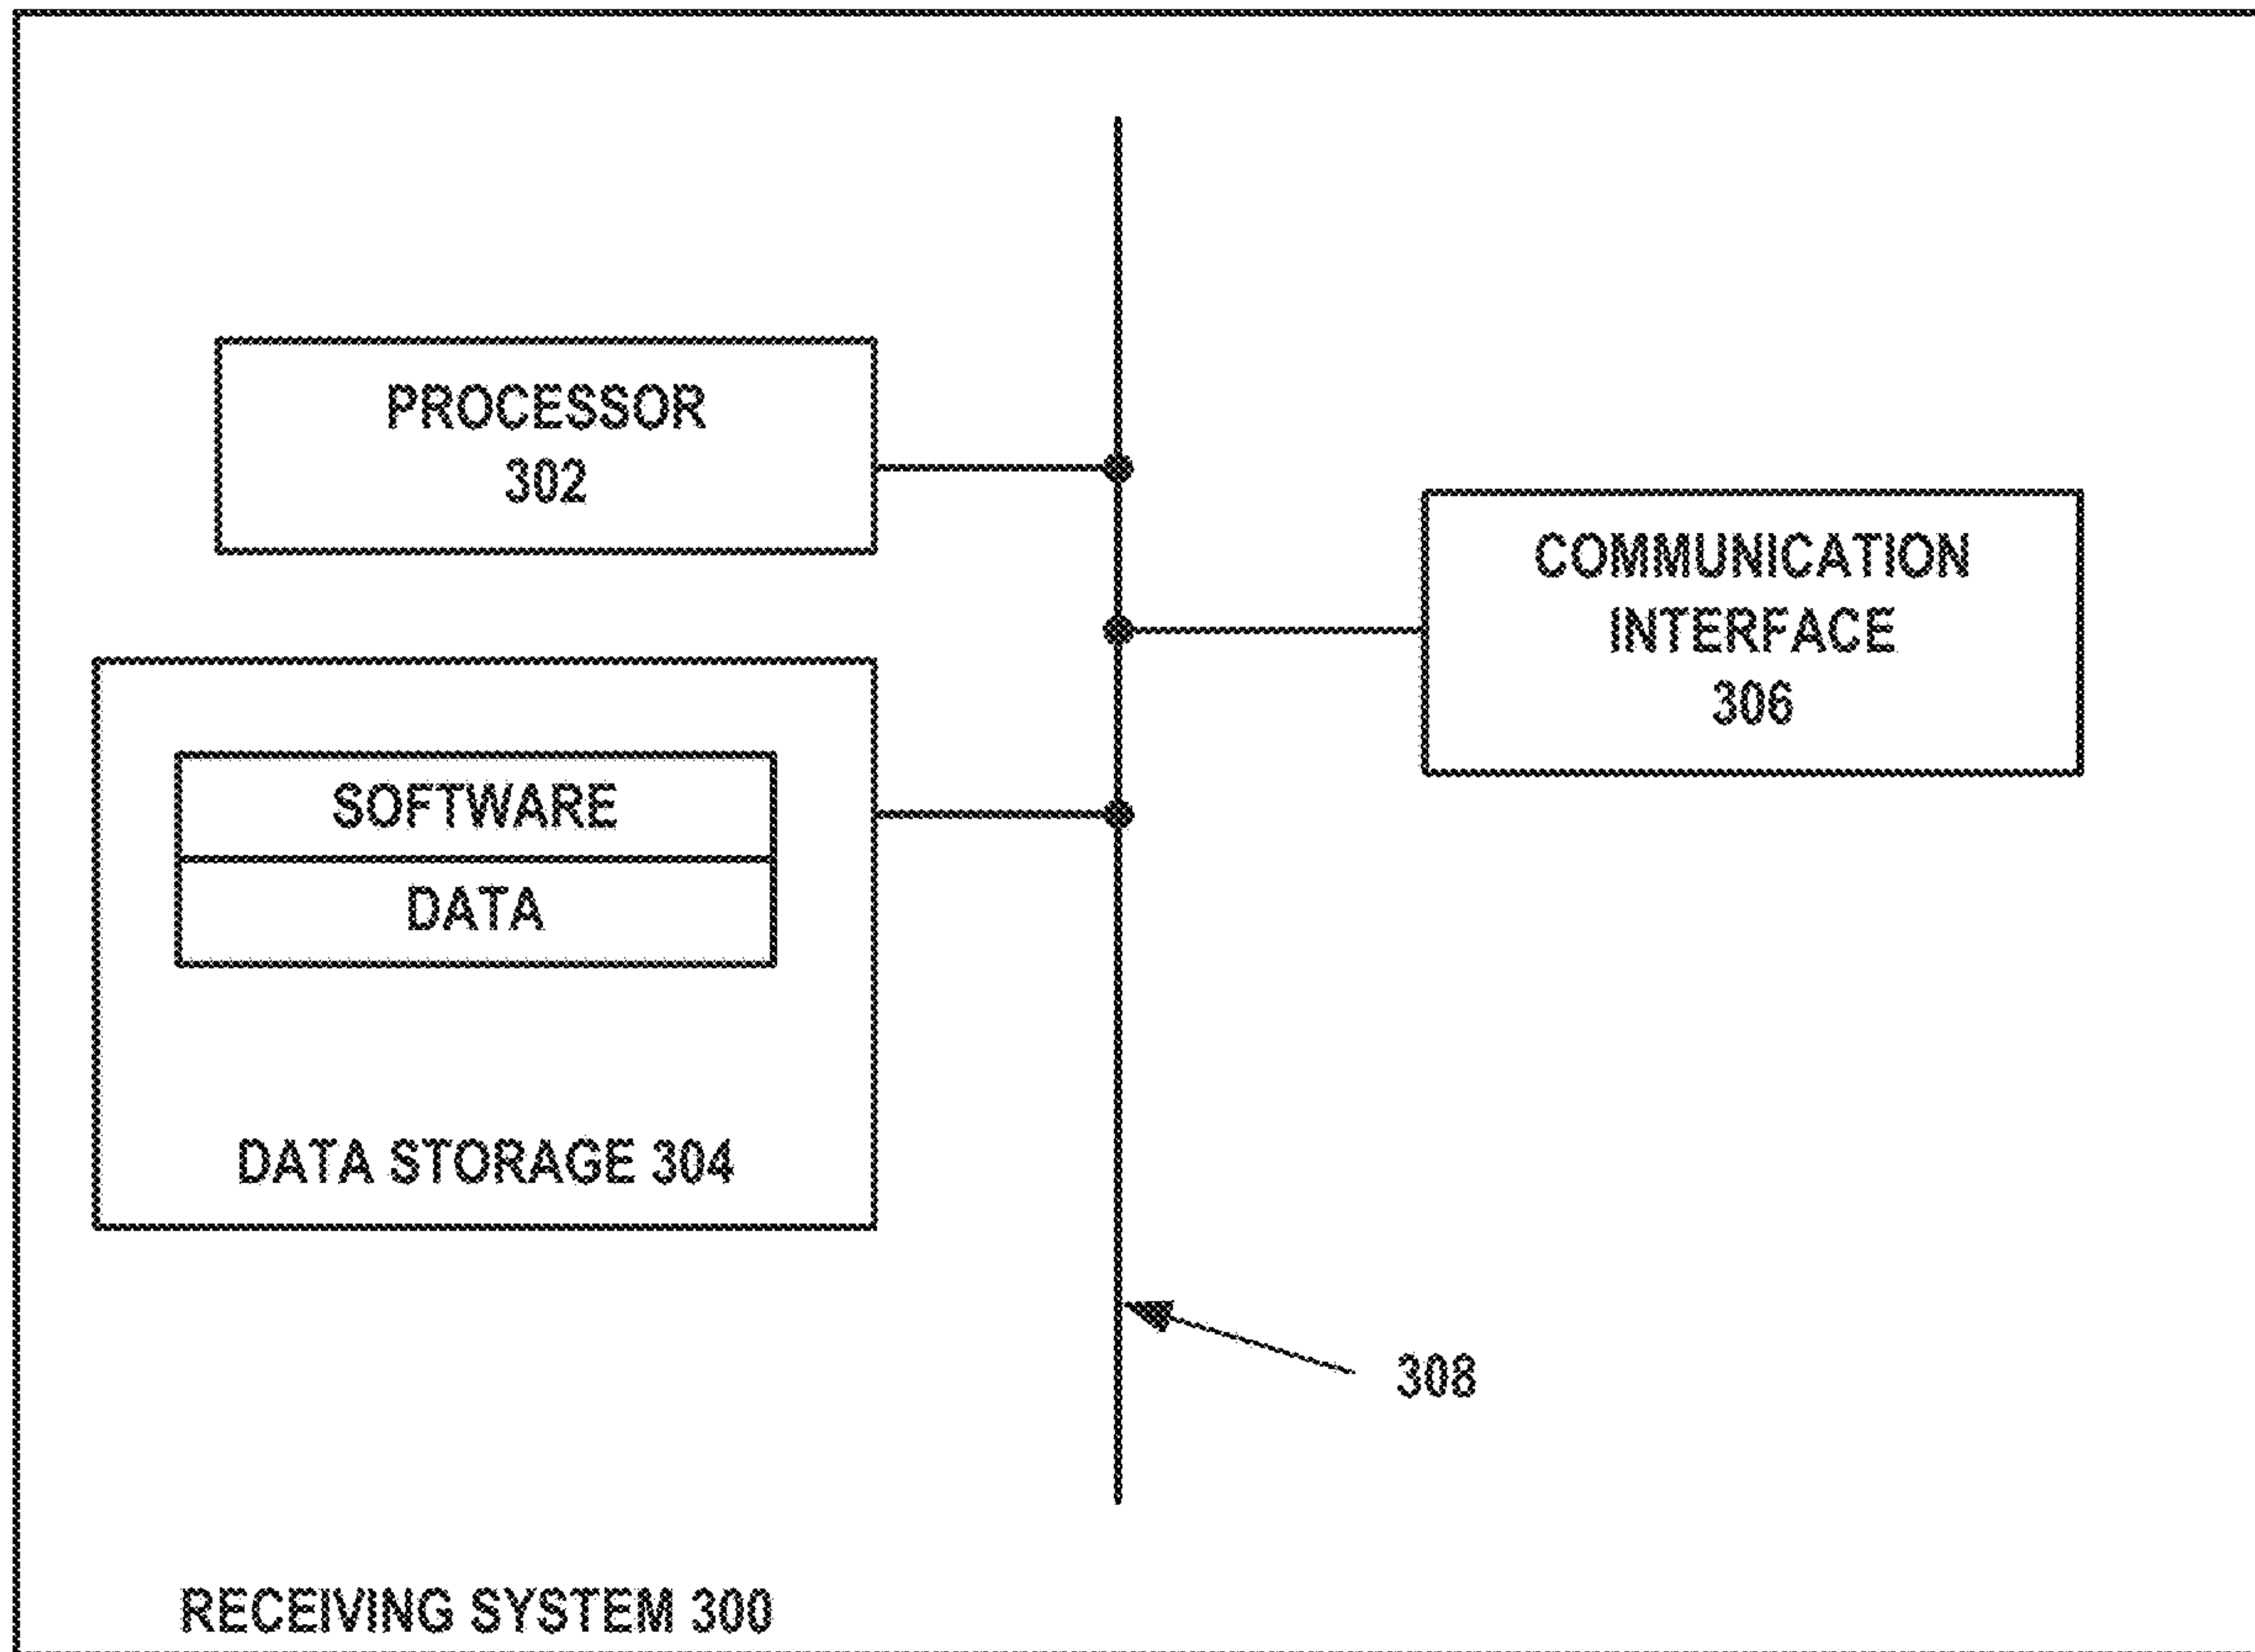 PROCESSOR
302
COMMUNICATION
INTERFACE
306
SOFTWARE
DATA
DATA STORAGE 304
308
RECEIVING SYSTEM 300